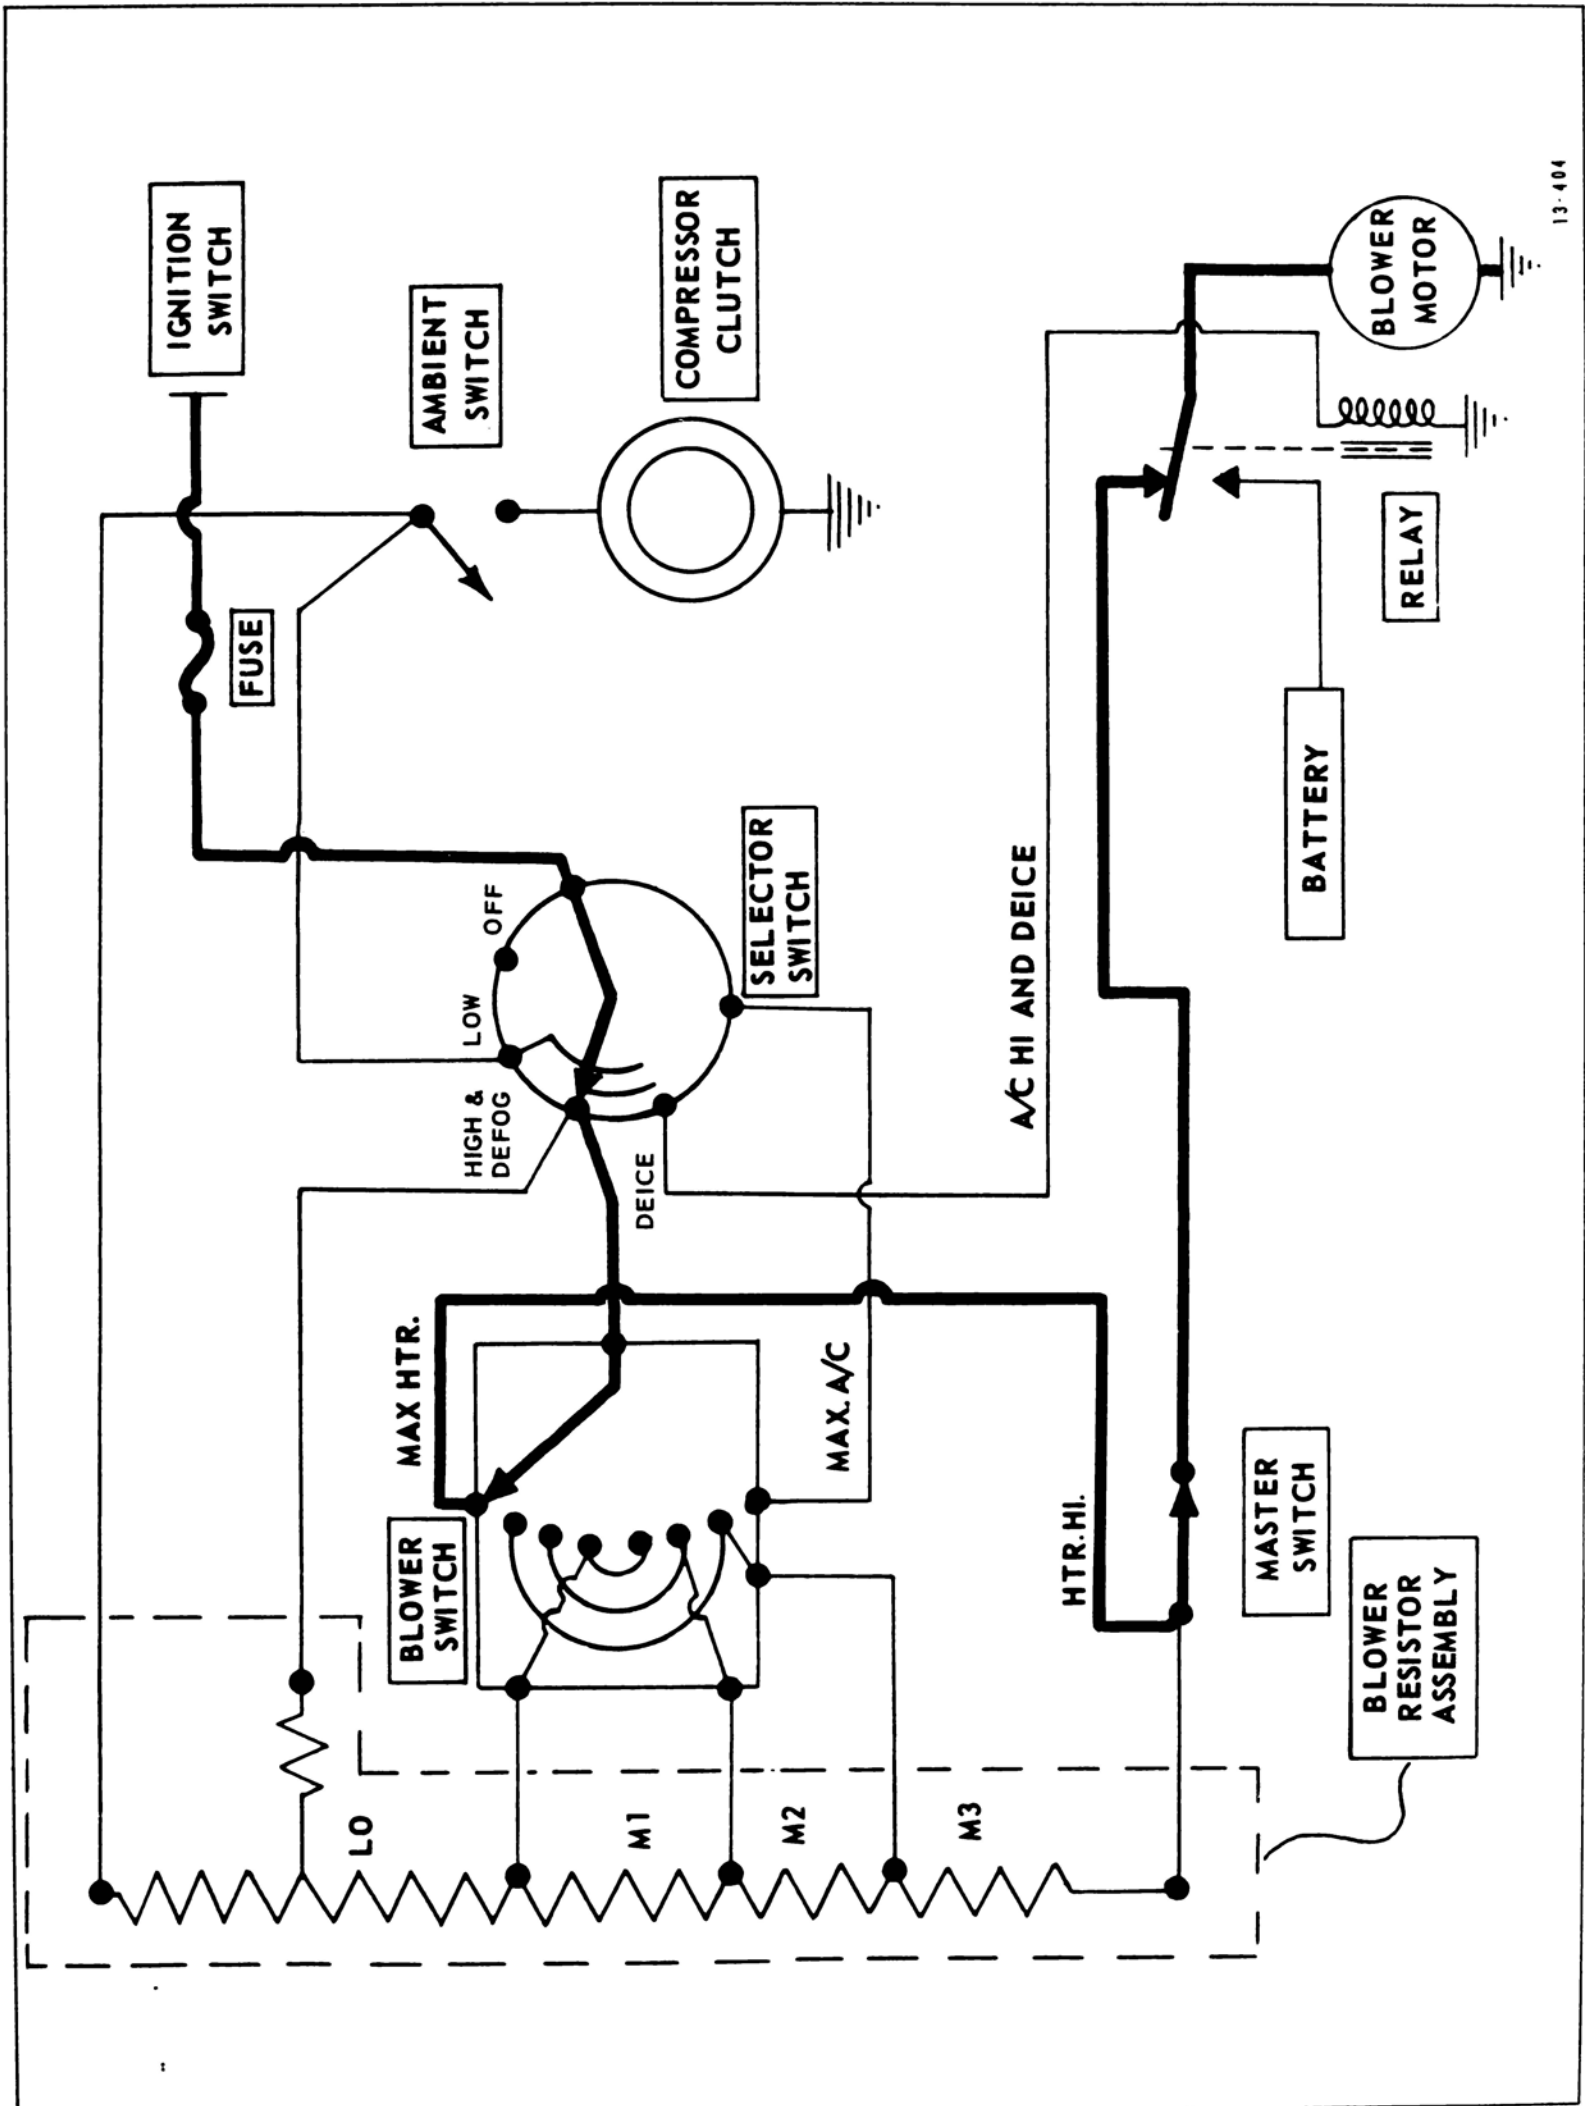 IGNITION
SWITCH
AMBIENT
SWITCH
COMPRESSOR
CLUTCH
FUSE
OFF
LOW
HIGH &
DEFOG
DEICE
SELECTOR
SWITCH
MAX HTR.
MAX. A/C
A/C HI AND DEICE
BLOWER
SWITCH
HTR. HI.
MASTER
SWITCH
BLOWER
RESISTOR
ASSEMBLY
LO
M1
M2
M3
BATTERY
RELAY
BLOWER
MOTOR
13-404